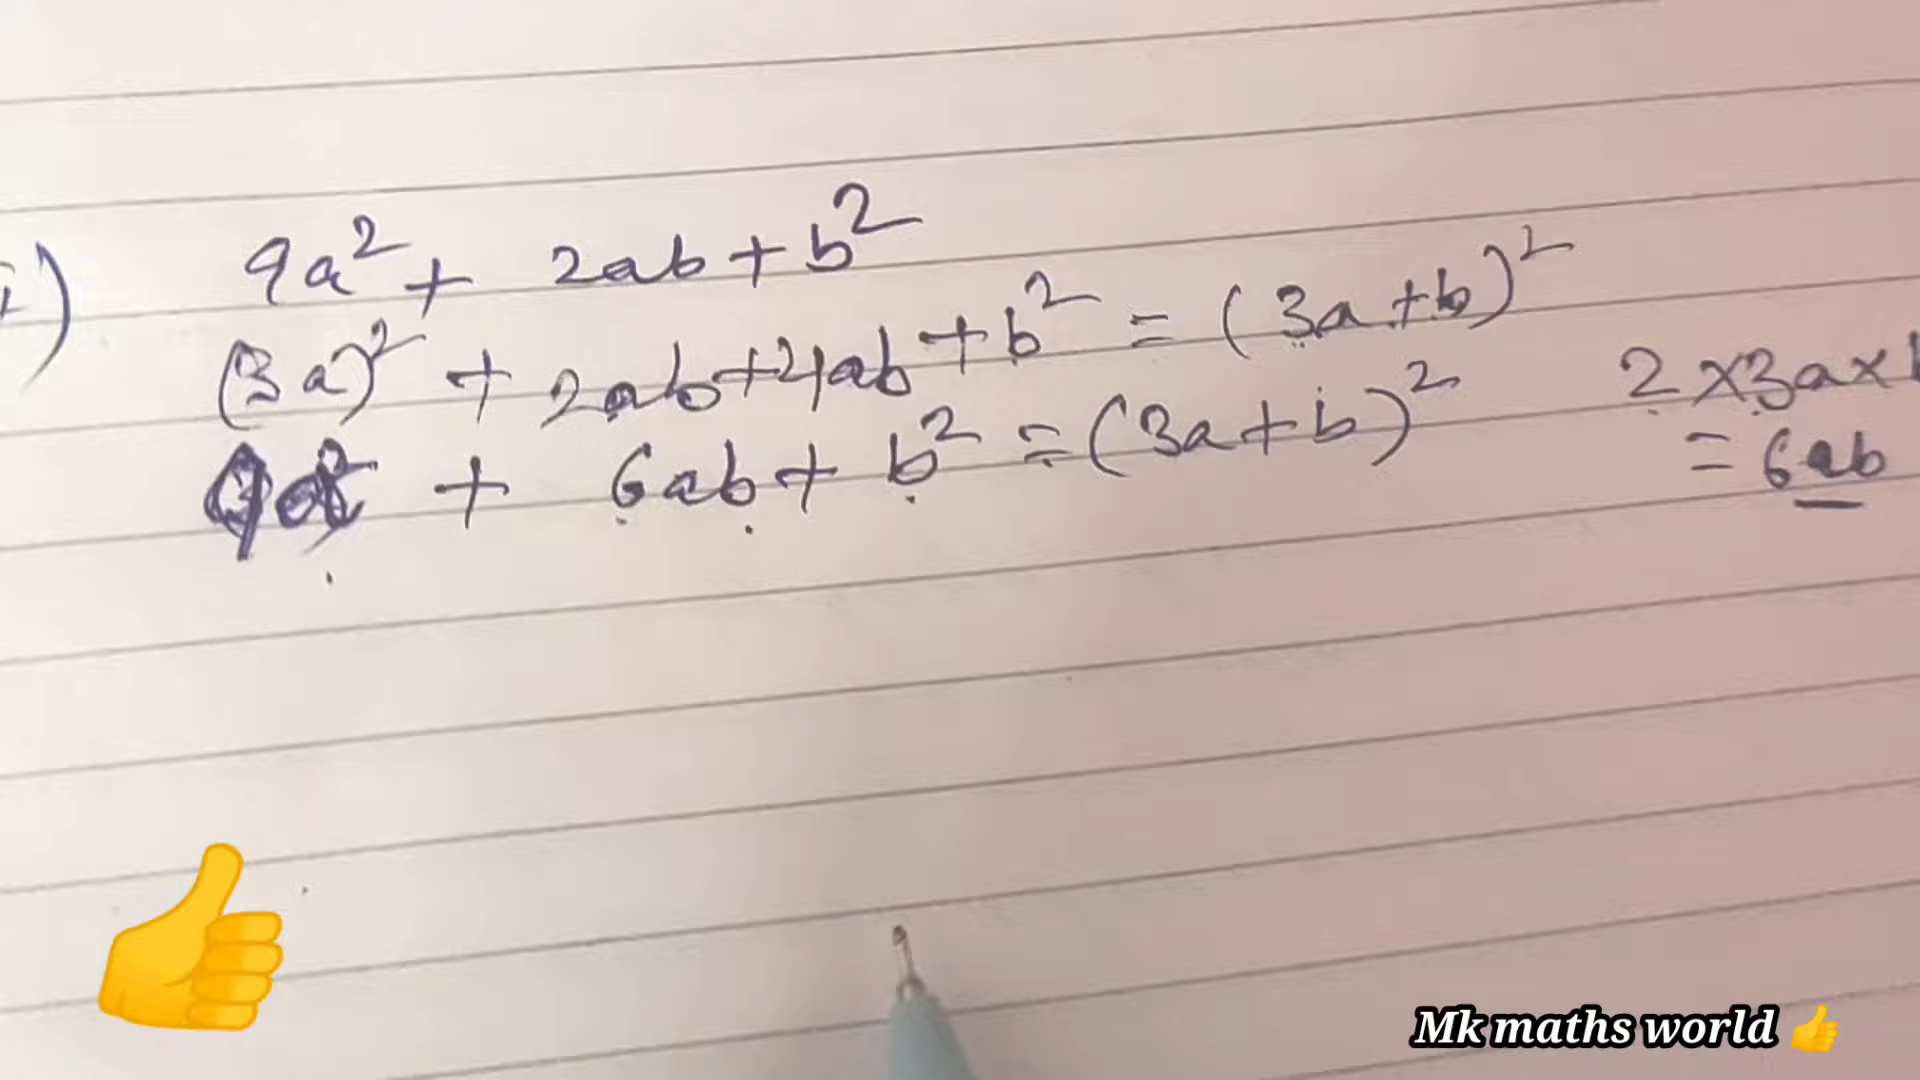 9a² + 2ab + b²
(3a)² + 2ab + 4ab + b² = (3a + b)²
+ 6ab + b² = (3a + b)²
2 × 3a ×
= 6ab
Mk maths world 👍